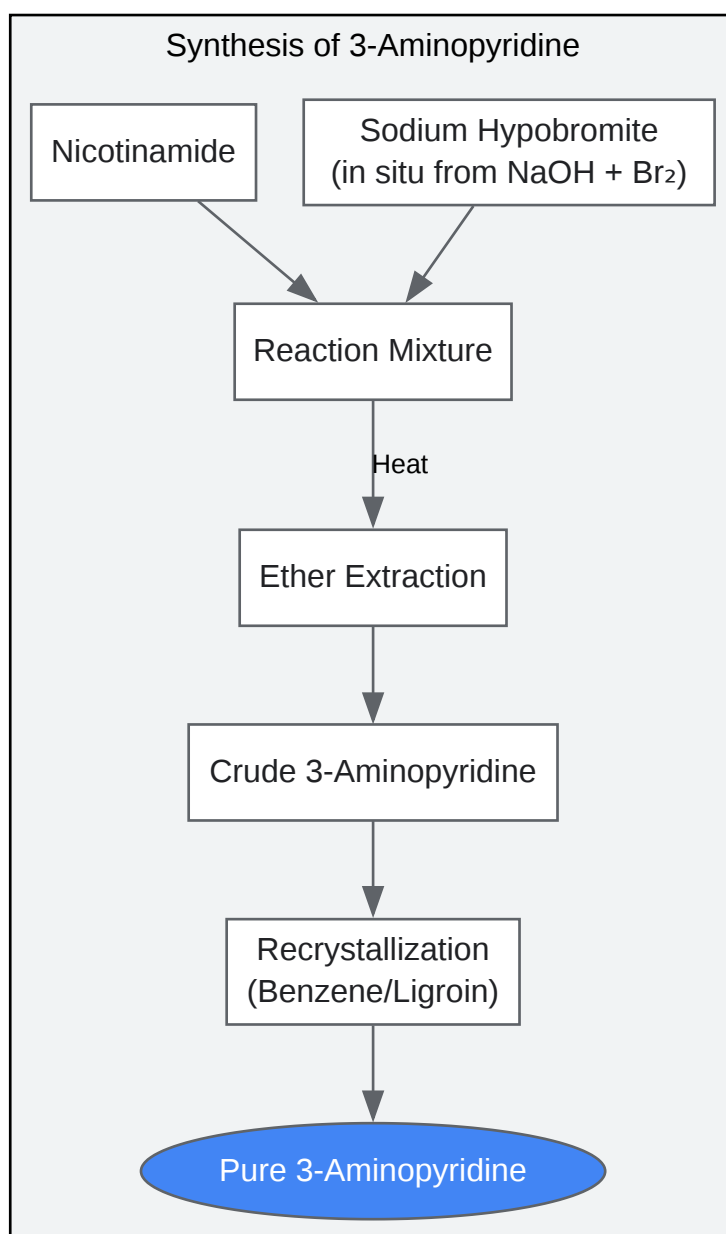 Synthesis of 3-Aminopyridine
Nicotinamide
Sodium Hypobromite
(in situ from NaOH + Br₂)
Reaction Mixture
Heat
Ether Extraction
Crude 3-Aminopyridine
Recrystallization
(Benzene/Ligroin)
Pure 3-Aminopyridine